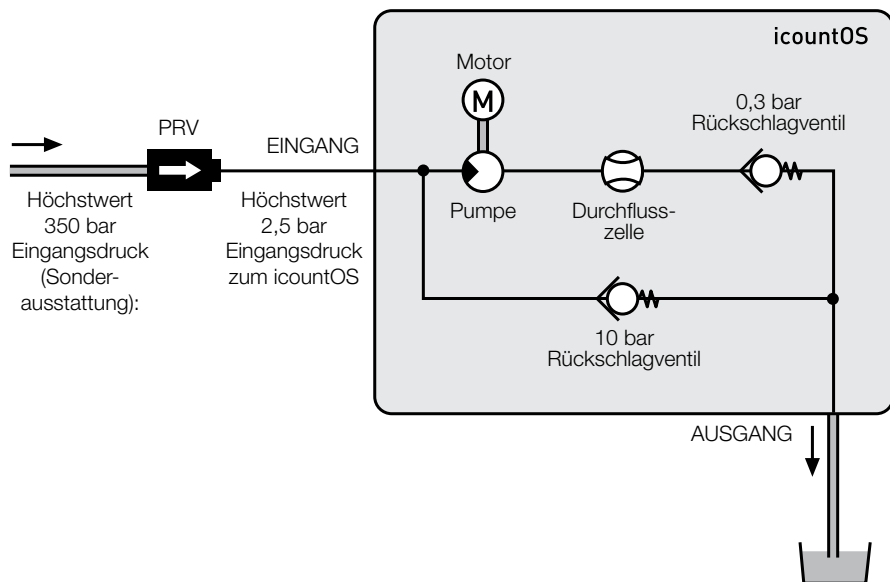 icountOS
Motor
M
0,3 bar
Rückschlagventil
PRV
EINGANG
Höchstwert
350 bar
Eingangsdruck
(Sonder-
ausstattung):
Höchstwert
2,5 bar
Eingangsdruck
zum icountOS
Pumpe
Durchfluss-
zelle
10 bar
Rückschlagventil
AUSGANG